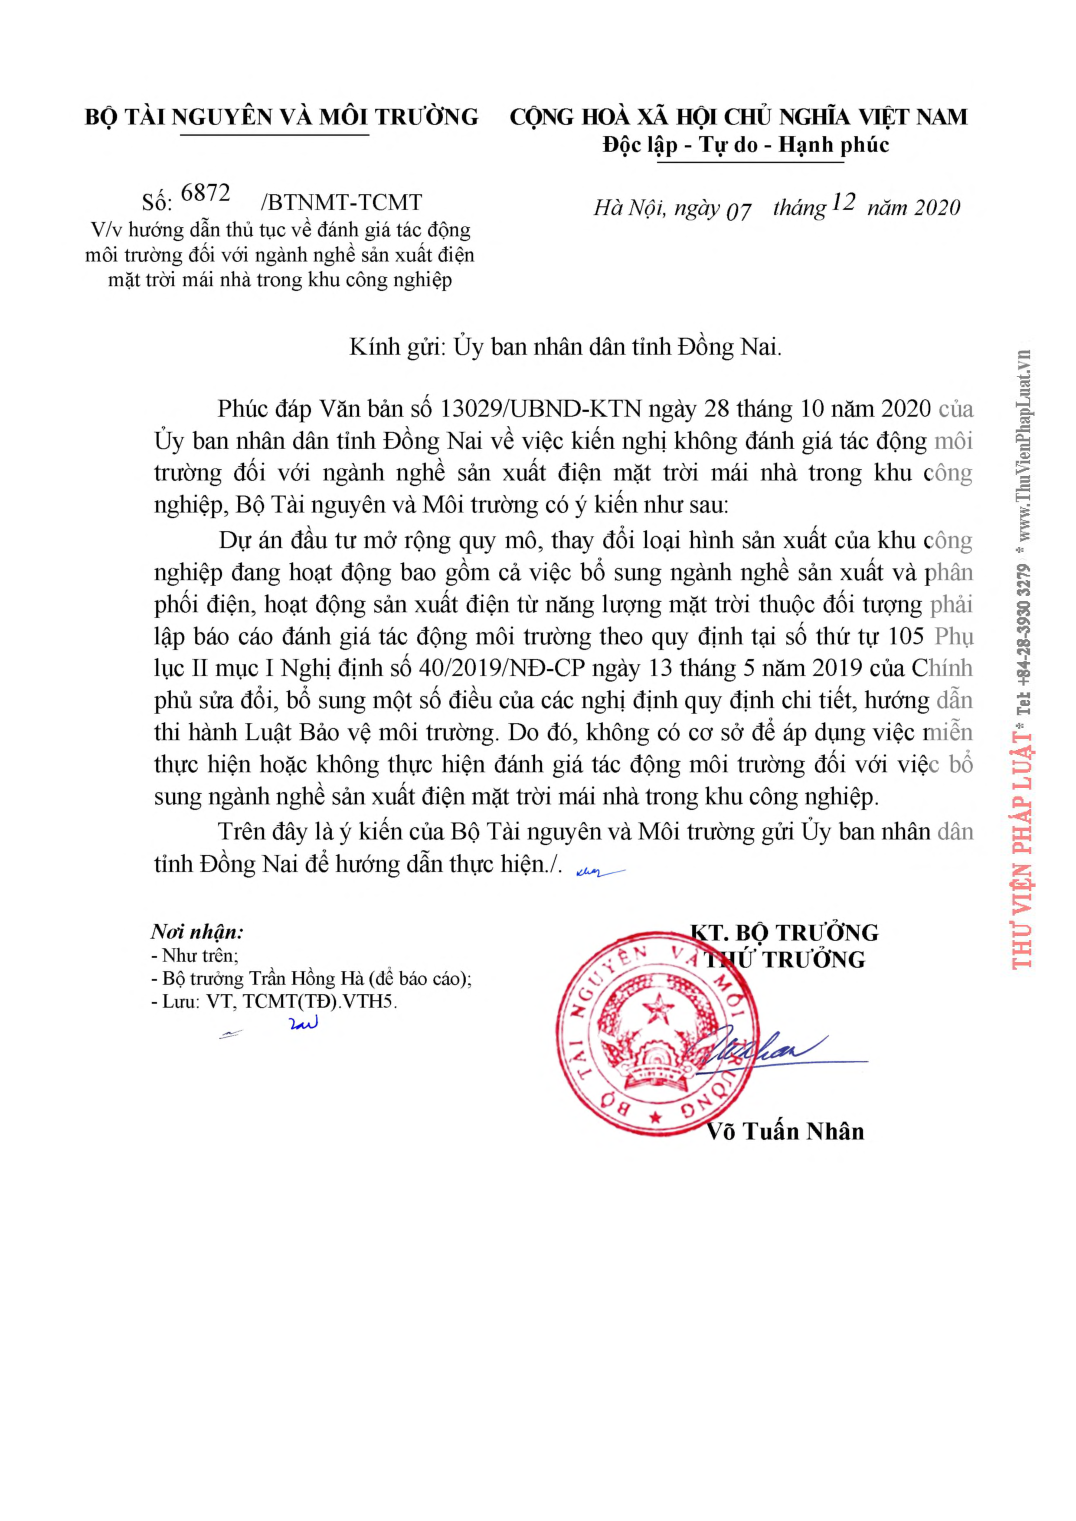 BỘ TÀI NGUYÊN VÀ MÔI TRƯỜNG
CỘNG HOÀ XÃ HỘI CHỦ NGHĨA VIỆT NAM
Độc lập - Tự do - Hạnh phúc
Số: 6872 /BTNMT-TCMT
V/v hướng dẫn thủ tục về đánh giá tác động
môi trường đối với ngành nghề sản xuất điện
mặt trời mái nhà trong khu công nghiệp
Hà Nội, ngày 07 tháng 12 năm 2020
Kính gửi: Ủy ban nhân dân tỉnh Đồng Nai.
Phúc đáp Văn bản số 13029/UBND-KTN ngày 28 tháng 10 năm 2020 của
Ủy ban nhân dân tỉnh Đồng Nai về việc kiến nghị không đánh giá tác động môi
trường đối với ngành nghề sản xuất điện mặt trời mái nhà trong khu công
nghiệp, Bộ Tài nguyên và Môi trường có ý kiến như sau:
Dự án đầu tư mở rộng quy mô, thay đổi loại hình sản xuất của khu công
nghiệp đang hoạt động bao gồm cả việc bổ sung ngành nghề sản xuất và phân
phối điện, hoạt động sản xuất điện từ năng lượng mặt trời thuộc đối tượng phải
lập báo cáo đánh giá tác động môi trường theo quy định tại số thứ tự 105 Phụ
lục II mục I Nghị định số 40/2019/NĐ-CP ngày 13 tháng 5 năm 2019 của Chính
phủ sửa đổi, bổ sung một số điều của các nghị định quy định chi tiết, hướng dẫn
thi hành Luật Bảo vệ môi trường. Do đó, không có cơ sở để áp dụng việc miễn
thực hiện hoặc không thực hiện đánh giá tác động môi trường đối với việc bổ
sung ngành nghề sản xuất điện mặt trời mái nhà trong khu công nghiệp.
Trên đây là ý kiến của Bộ Tài nguyên và Môi trường gửi Ủy ban nhân dân
tỉnh Đồng Nai để hướng dẫn thực hiện./.
Nơi nhận:
- Như trên;
- Bộ trưởng Trần Hồng Hà (để báo cáo);
- Lưu: VT, TCMT(TĐ).VTH5.
KT. BỘ TRƯỞNG
THỨ TRƯỞNG
BỘ TÀI NGUYÊN VÀ MÔI TRƯỜNG
Võ Tuấn Nhân
THƯ VIỆN PHÁP LUẬT * Tel: +84-28-3930 3279 * www.ThuVienPhapLuat.vn